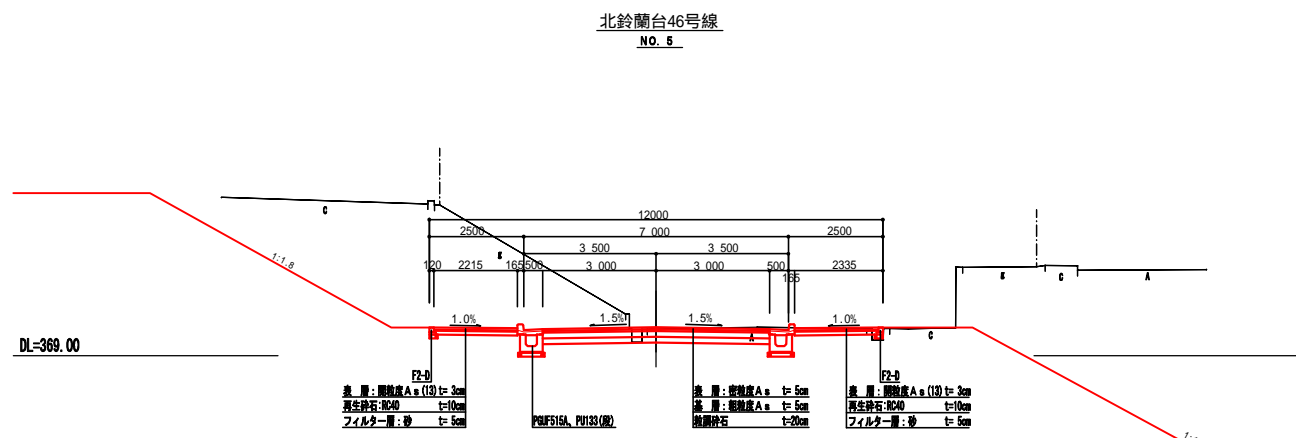 北鈴蘭台46号線
NO. 5
12000
2500 7 000 2500
3 500 3 500
120 2215 165 500 3 000 3 000 500 165 2335
C
g
g C A
1:1.8
1.0% 1.5% 1.5% 1.0%
A
C
DL=369.00
F2-D
表 層：開粒度Ａｓ(13) t= 3cm
再生砕石:RC40 t=10cm
フィルター層：砂 t= 5cm
PGUF515A、PU133(役)
表 層：密粒度Ａｓ t= 5cm
基 層：粗粒度Ａｓ t= 5cm
粒調砕石 t=20cm
F2-D
表 層：開粒度Ａｓ(13) t= 3cm
再生砕石:RC40 t=10cm
フィルター層：砂 t= 5cm